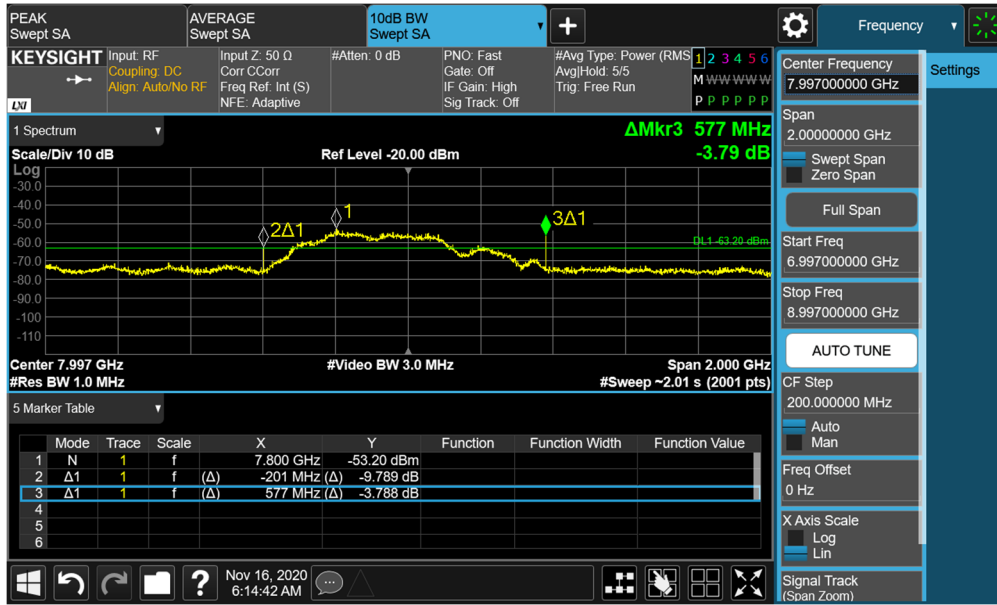 PEAK
Swept SA
AVERAGE
Swept SA
10dB BW
Swept SA
▼
+
Frequency ▼
KEYSIGHT
LXI
Input: RF
Coupling: DC
Align: Auto/No RF
Input Z: 50 Ω
Corr CCorr
Freq Ref: Int (S)
NFE: Adaptive
#Atten: 0 dB
PNO: Fast
Gate: Off
IF Gain: High
Sig Track: Off
#Avg Type: Power (RMS
Avg|Hold: 5/5
Trig: Free Run
1 2 3 4 5 6
M W W W W W
P P P P P P
1 Spectrum ▼
ΔMkr3 577 MHz
-3.79 dB
Scale/Div 10 dB
Ref Level -20.00 dBm
Log
-30.0
-40.0
-50.0
-60.0
-70.0
-80.0
-90.0
-100
-110
2Δ1
1
3Δ1
DL1 -63.20 dBm
Center 7.997 GHz
#Video BW 3.0 MHz
Span 2.000 GHz
#Res BW 1.0 MHz
#Sweep ~2.01 s (2001 pts)
5 Marker Table ▼
Mode Trace Scale X Y Function Function Width Function Value
1 N 1 f 7.800 GHz -53.20 dBm
2 Δ1 1 f (Δ) -201 MHz (Δ) -9.789 dB
3 Δ1 1 f (Δ) 577 MHz (Δ) -3.788 dB
4
5
6
?
Nov 16, 2020
6:14:42 AM
Center Frequency
7.997000000 GHz
Settings
Span
2.00000000 GHz
Swept Span
Zero Span
Full Span
Start Freq
6.997000000 GHz
Stop Freq
8.997000000 GHz
AUTO TUNE
CF Step
200.000000 MHz
Auto
Man
Freq Offset
0 Hz
X Axis Scale
Log
Lin
Signal Track
(Span Zoom)